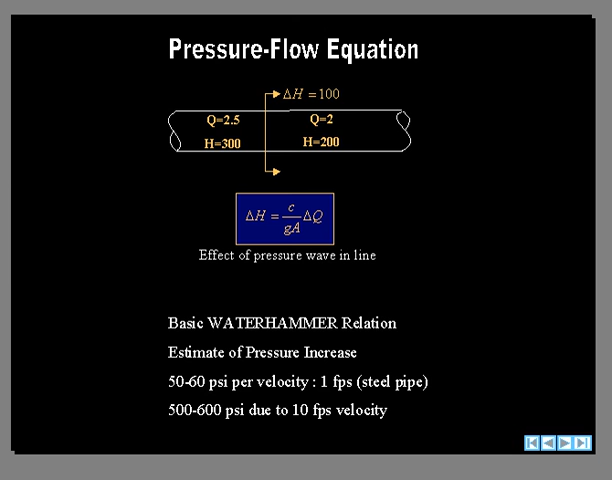 Pressure-Flow Equation
ΔH = 100
Q=2.5 Q=2
H=300 H=200
ΔH = c/gA ΔQ
Effect of pressure wave in line
Basic WATERHAMMER Relation
Estimate of Pressure Increase
50-60 psi per velocity : 1 fps (steel pipe)
500-600 psi due to 10 fps velocity